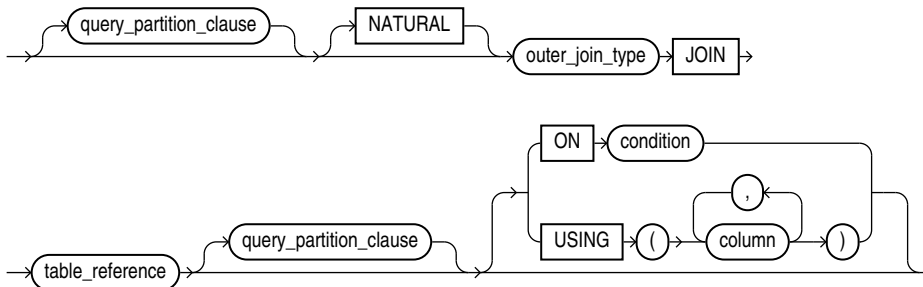 query_partition_clause NATURAL
outer_join_type JOIN
ON condition
,
USING ( column )
query_partition_clause
table_reference